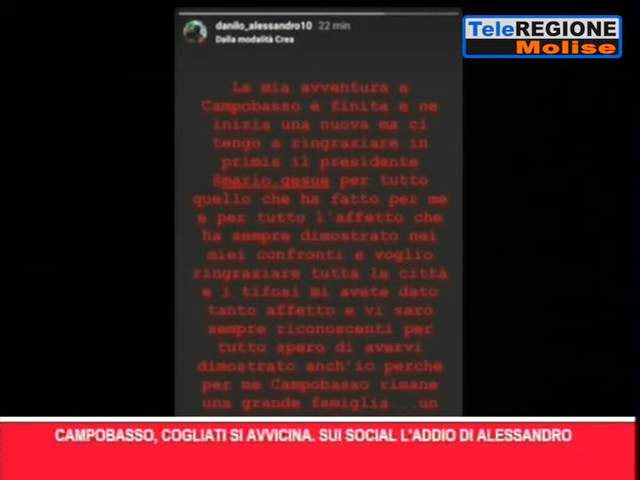 danilo_alessandro10 22 min
Dalla modalità Crea
TeleREGIONE
Molise
La mia avventura a
Campobasso è finita e ne
inizia una nuova ma ci
tengo a ringraziare in
primis il presidente
@mario.gesue per tutto
quello che ha fatto per me
e per tutto l'affetto che
ha sempre dimostrato nei
miei confronti e voglio
ringraziare tutta la città
e i tifosi mi avete dato
tanto affetto e vi sarò
sempre riconoscenti per
tutto spero di avervi
dimostrato anch'io perché
per me Campobasso rimane
una grande famiglia...un
CAMPOBASSO, COGLIATI SI AVVICINA. SUI SOCIAL L'ADDIO DI ALESSANDRO